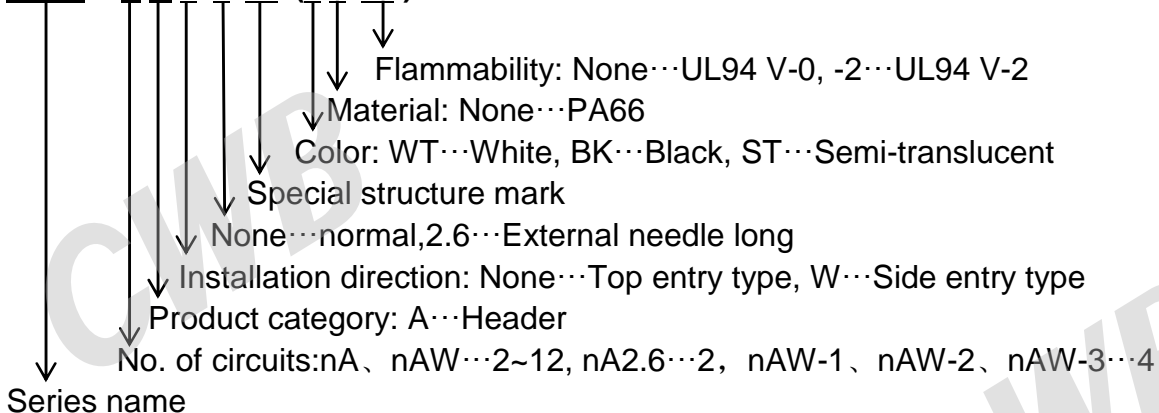 Flammability: None···UL94 V-0, -2···UL94 V-2
Material: None···PA66
Color: WT···White, BK···Black, ST···Semi-translucent
Special structure mark
None···normal,2.6···External needle long
Installation direction: None···Top entry type, W···Side entry type
Product category: A···Header
No. of circuits:nA、nAW···2~12, nA2.6···2, nAW-1、nAW-2、nAW-3···4
Series name
CWB